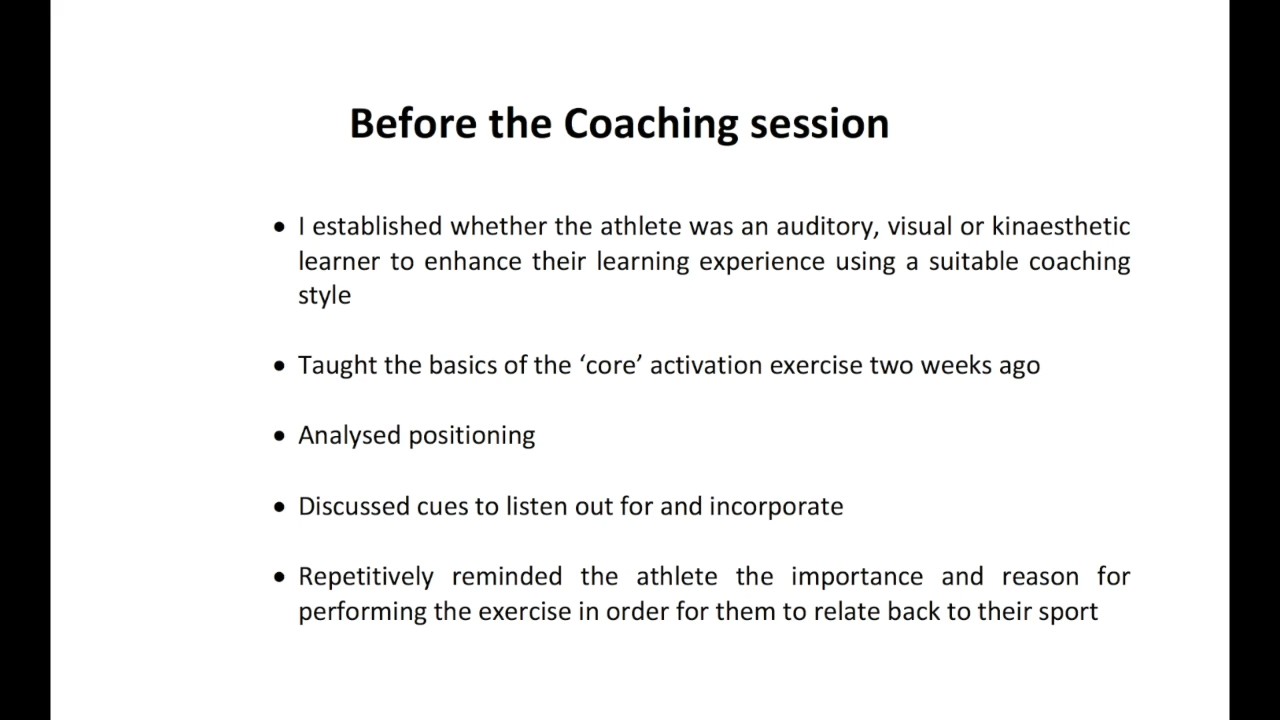 Before the Coaching session
• I established whether the athlete was an auditory, visual or kinaesthetic
learner to enhance their learning experience using a suitable coaching
style
• Taught the basics of the ‘core’ activation exercise two weeks ago
• Analysed positioning
• Discussed cues to listen out for and incorporate
• Repetitively reminded the athlete the importance and reason for
performing the exercise in order for them to relate back to their sport